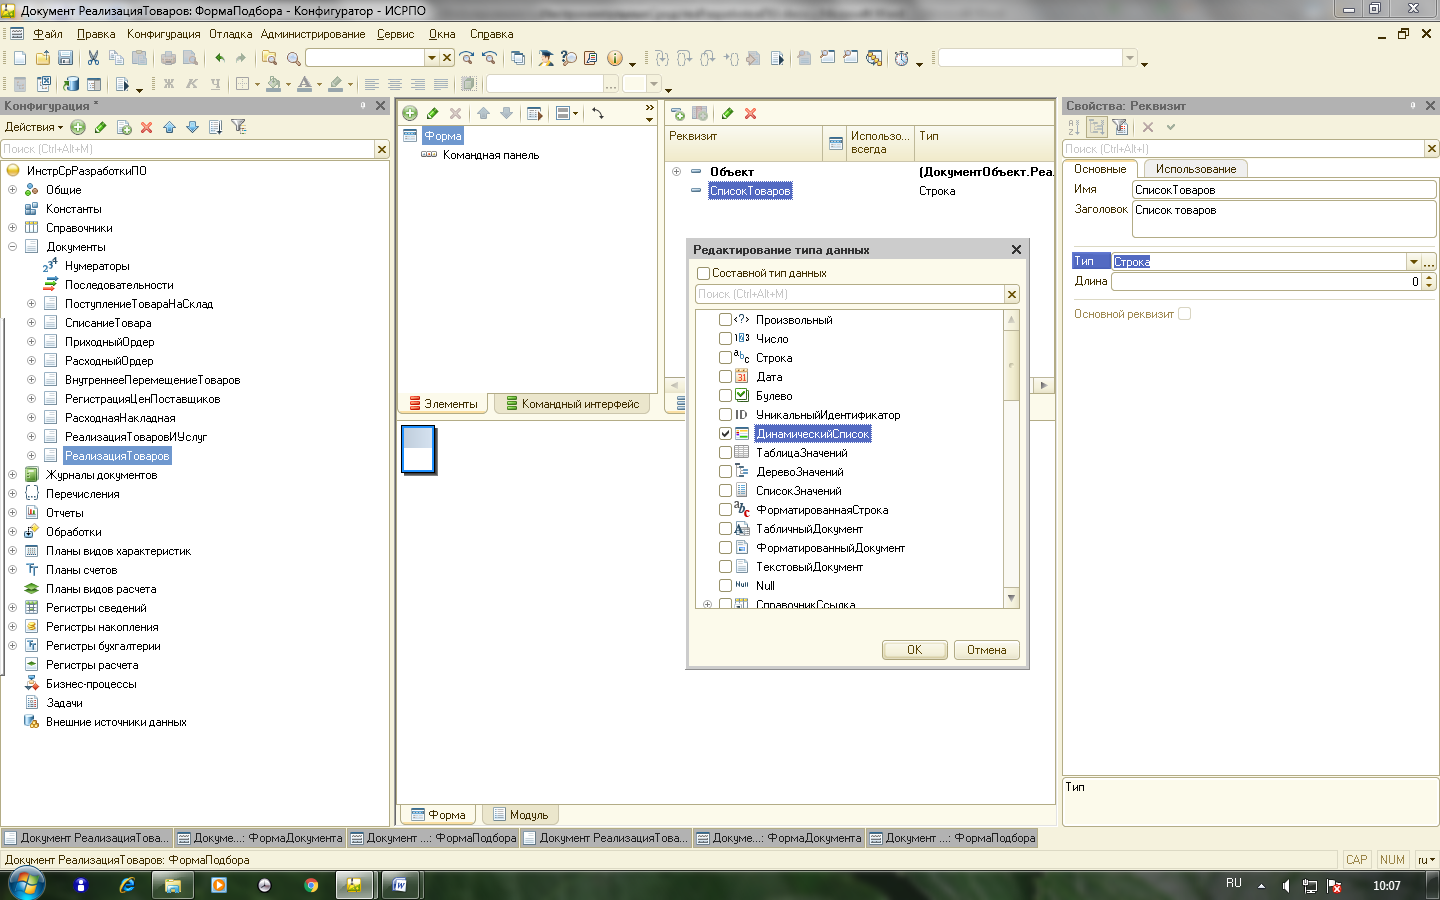 Документ РеализацияТоваров: ФормаПодбора - Конфигуратор - ИСРПО
Файл Правка Конфигурация Отладка Администрирование Сервис Окна Справка
Ж К Ч
Конфигурация *
Действия
Поиск (Ctrl+Alt+M)
ИнстрСрРазработкиПО
Общие
Константы
Справочники
Документы
Нумераторы
Последовательности
ПоступлениеТовараНаСклад
СписаниеТовара
ПриходныйОрдер
РасходныйОрдер
ВнутреннееПеремещениеТоваров
РегистрацияЦенПоставщиков
РасходнаяНакладная
РеализацияТоваровИУслуг
РеализацияТоваров
Журналы документов
Перечисления
Отчеты
Обработки
Планы видов характеристик
Планы счетов
Планы видов расчета
Регистры сведений
Регистры накопления
Регистры бухгалтерии
Регистры расчета
Бизнес-процессы
Задачи
Внешние источники данных
Форма
Командная панель
Элементы Командный интерфейс
Реквизит Использо... всегда Тип
Объект (ДокументОбъект.Реа
СписокТоваров Строка
Редактирование типа данных
Составной тип данных
Поиск (Ctrl+Alt+M)
Произвольный
Число
Строка
Дата
Булево
УникальныйИдентификатор
ДинамическийСписок
ТаблицаЗначений
ДеревоЗначений
СписокЗначений
ФорматированнаяСтрока
ТабличныйДокумент
ФорматированныйДокумент
ТекстовыйДокумент
Null
СправочникСсылка
OK Отмена
Свойства: Реквизит
Поиск (Ctrl+Alt+I)
Основные Использование
Имя СписокТоваров
Заголовок Список товаров
Тип Строка
Длина 0
Основной реквизит
Тип
Форма Модуль
Документ РеализацияТова... Докуме...: ФормаДокумента Документ ...: ФормаПодбора Документ РеализацияТова... Докуме...: ФормаДокумента Документ ...: ФормаПодбора
Документ РеализацияТоваров: ФормаПодбора CAP NUM ru
RU 10:07